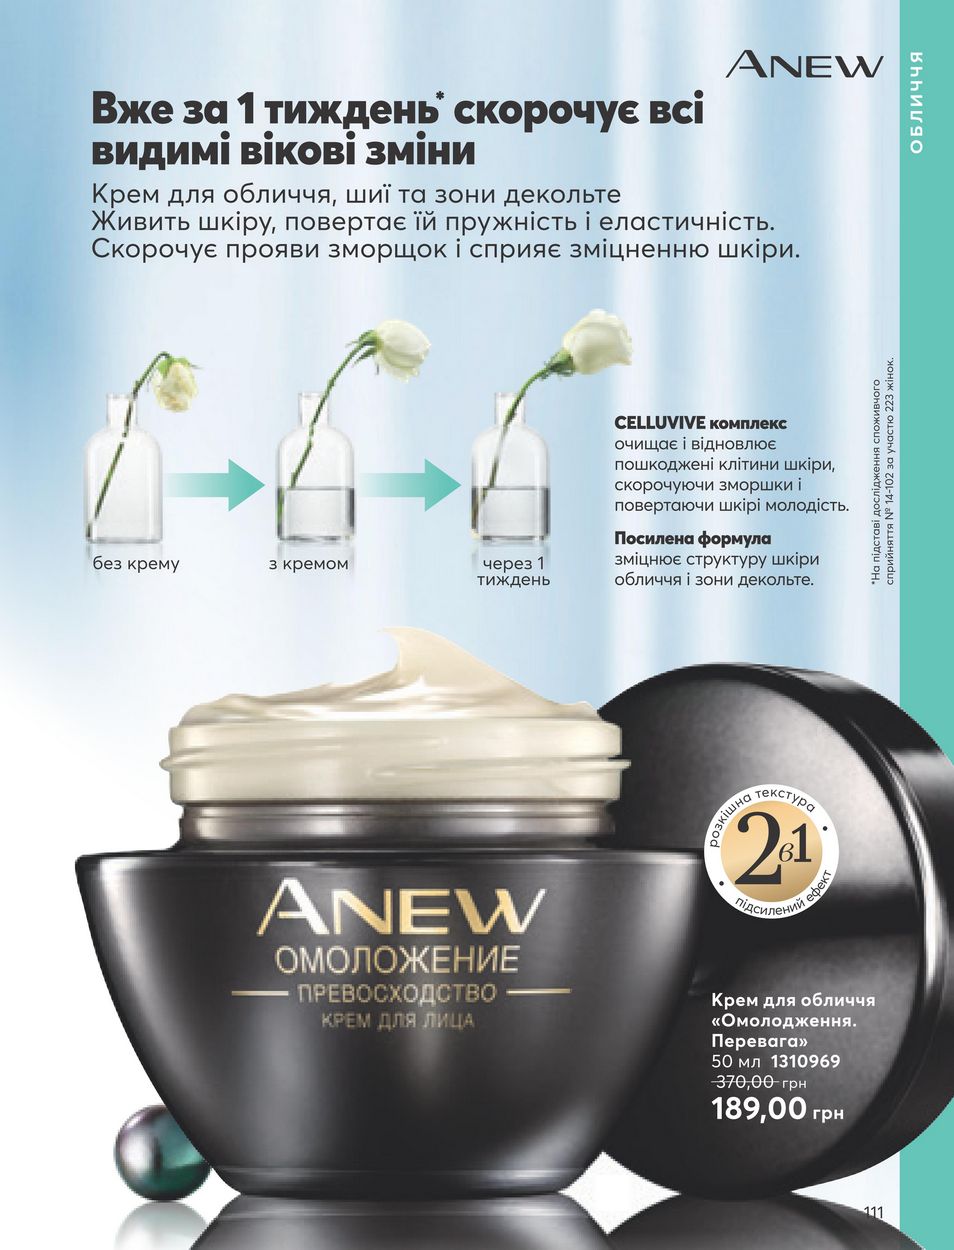 ANEW
ОБЛИЧЧЯ
Вже за 1 тиждень* скорочує всі
видимі вікові зміни
Крем для обличчя, шиї та зони декольте
Живить шкіру, повертає їй пружність і еластичність.
Скорочує прояви зморщок і сприяє зміцненню шкіри.
без крему
з кремом
через 1
тиждень
CELLUVIVE комплекс
очищає і відновлює
пошкоджені клітини шкіри,
скорочуючи зморшки і
повертаючи шкірі молодість.
Посилена формула
зміцнює структуру шкіри
обличчя і зони декольте.
*На підставі дослідження споживчого
сприйняття № 14-102 за участю 223 жінок.
ANEW
ОМОЛОЖЕНИЕ
ПРЕВОСХОДСТВО
КРЕМ ДЛЯ ЛИЦА
розкішна текстура
2в1
підсилений ефект
Крем для обличчя
«Омолодження.
Перевага»
50 мл 1310969
370,00 грн
189,00 грн
111